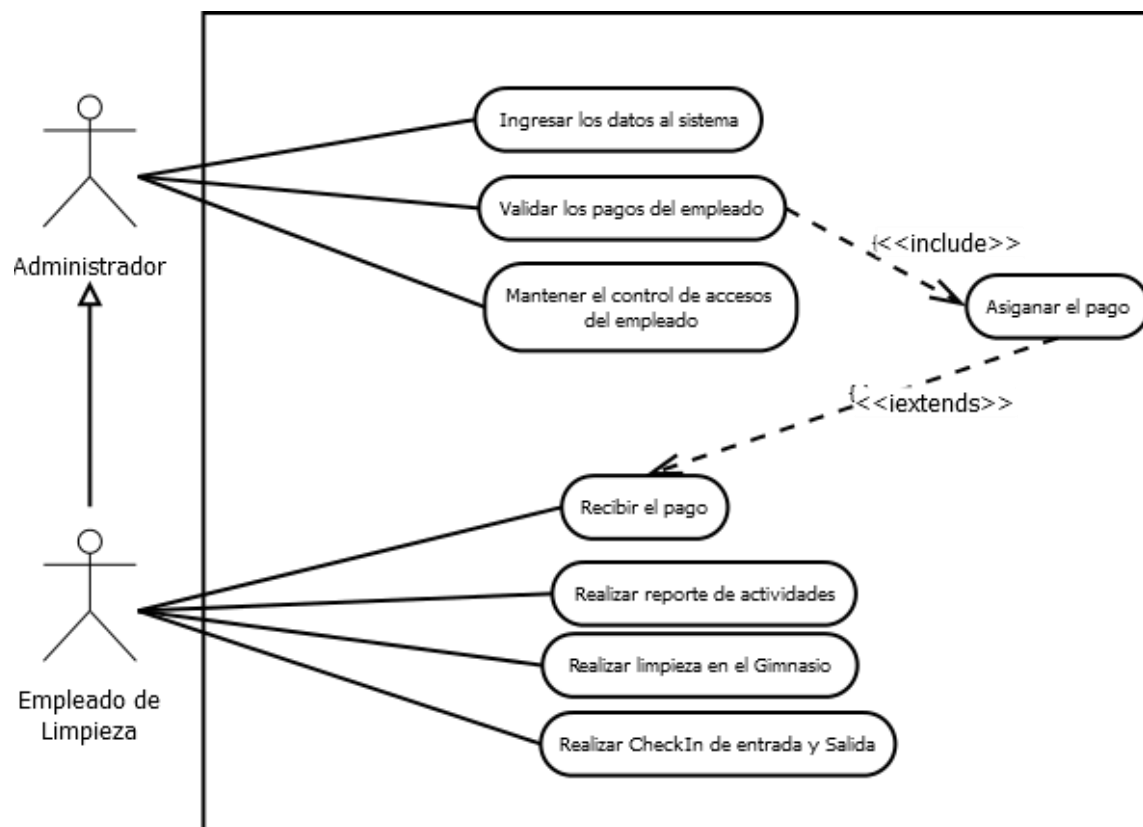 Ingresar los datos al sistema
Validar los pagos del empleado
{<<include>>
Administrador
Mantener el control de accesos
del empleado
Asiganar el pago
{<<iextends>>
Recibir el pago
Realizar reporte de actividades
Realizar limpieza en el Gimnasio
Empleado de
Limpieza
Realizar CheckIn de entrada y Salida